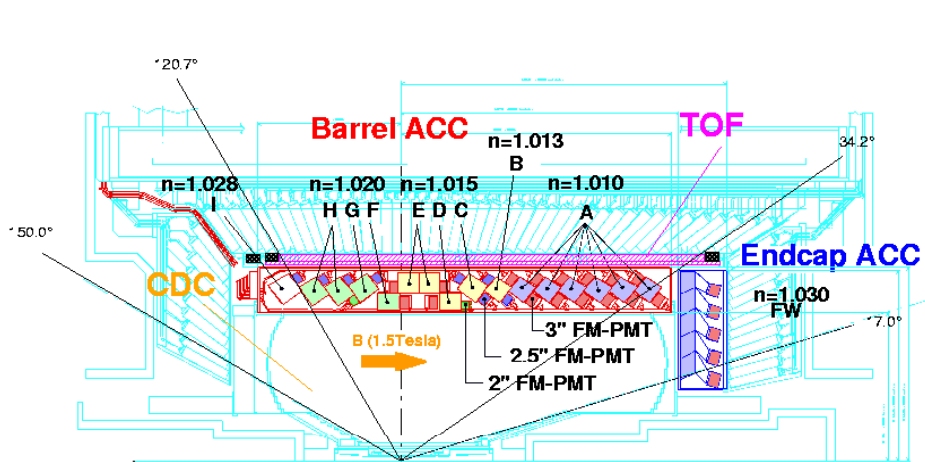 120.7°
Barrel ACC
TOF
n=1.013
B
34.2°
n=1.028
I
n=1.020
n=1.015
n=1.010
H G F
E D C
A
150.0°
Endcap ACC
CDC
n=1.030
FW
17.0°
B (1.5Tesla)
3" FM-PMT
2.5" FM-PMT
2" FM-PMT